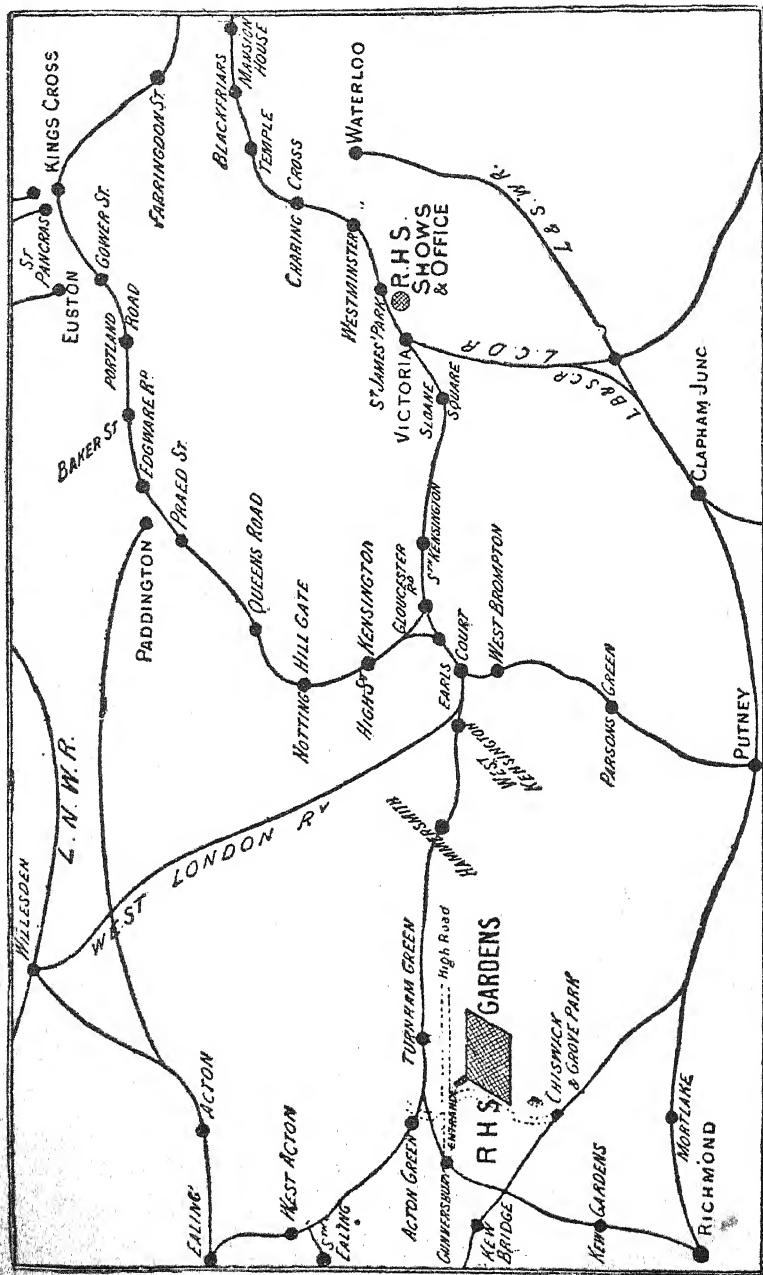 WILLESDEN
L. N. W. R.
WEST LONDON RY
ACTON
EALING
WEST ACTON
STH
EALING
PADDINGTON
PRAED ST.
EDGWARE RD
BAKER ST
PORTLAND
ROAD
GOWER ST.
EUSTON
ST
PANCRAS
KINGS CROSS
FARRINGDON ST.
QUEENS ROAD
NOTTING
HILL GATE
HIGH ST
KENSINGTON
GLOUCESTER
RD
STH KENSINGTON
EARLS
COURT
WEST BROMPTON
WEST
KENSINGTON
HAMMERSMITH
TURNHAM GREEN
High Road
ACTON GREEN
ENTRANCE
GUNNERSBURY
RHS GARDENS
CHISWICK
& GROVE PARK
KEW
BRIDGE
KEW
GARDENS
MORTLAKE
RICHMOND
PARSONS
GREEN
PUTNEY
CLAPHAM JUNC
SLOANE
SQUARE
VICTORIA
ST JAMES' PARK
R.H.S.
SHOWS
& OFFICE
WESTMINSTER
CHARING
CROSS
TEMPLE
BLACKFRIARS
MANSION
HOUSE
WATERLOO
L & S. W R.
L. C. D. R
L B & S C R